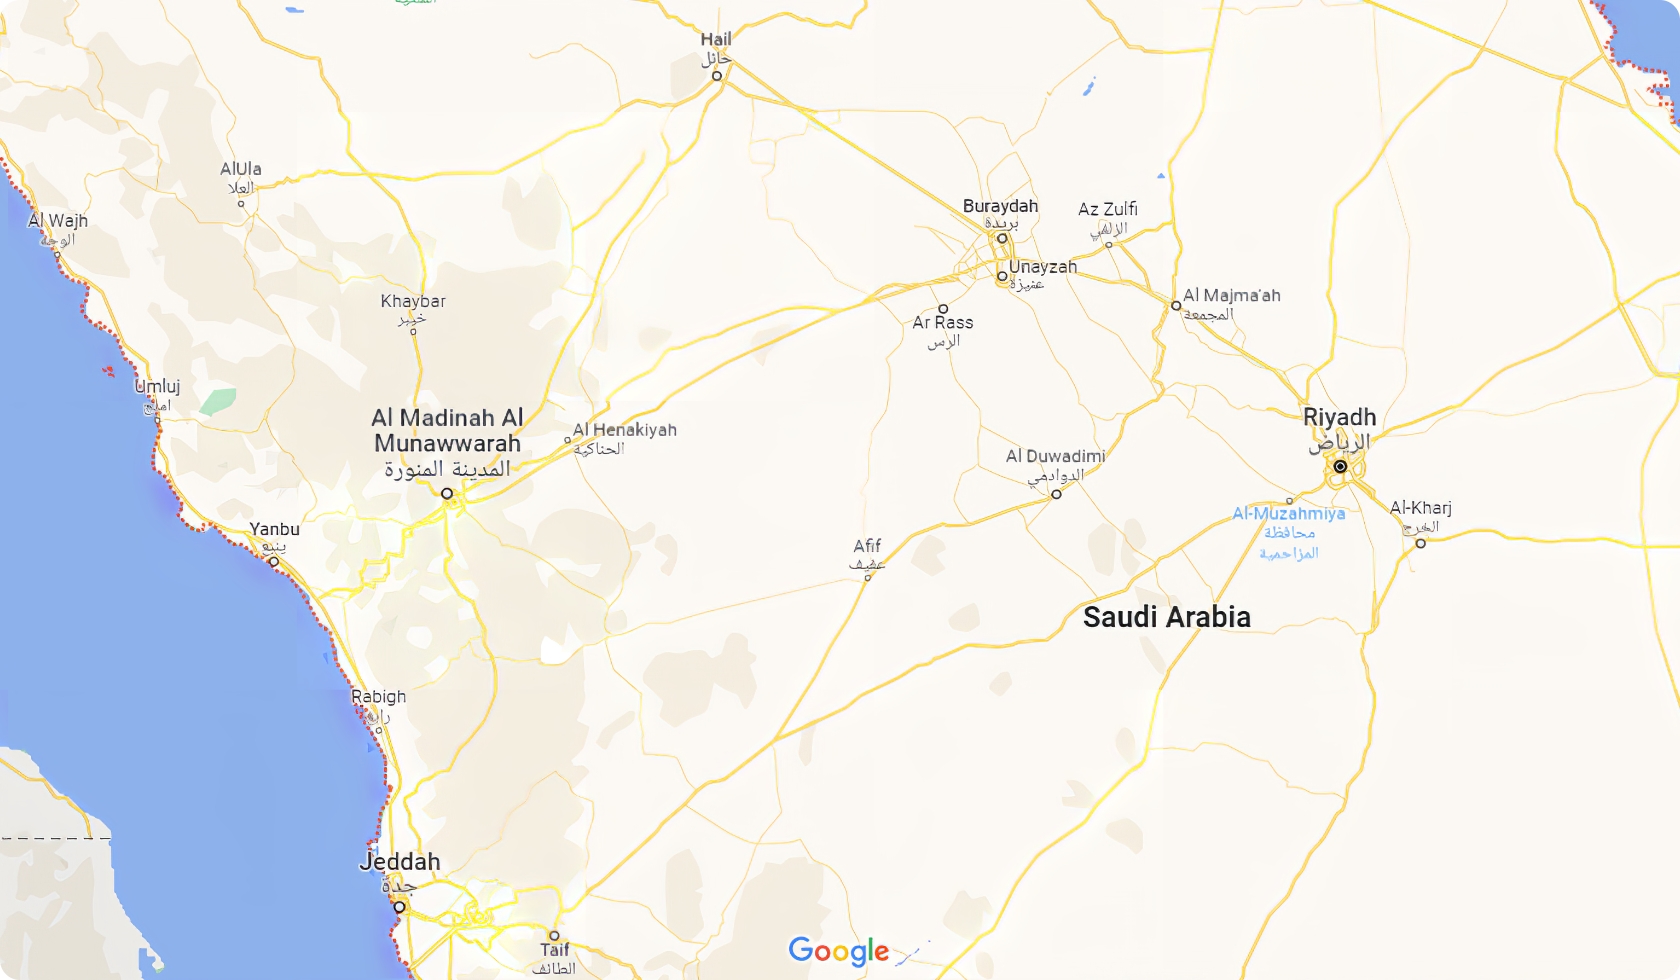 Hail
حائل
AlUla
العلا
Al Wajh
الوجه
Buraydah
بريدة
Az Zulfi
الزلفي
Unayzah
عنيزة
Khaybar
خيبر
Al Majma'ah
المجمعة
Ar Rass
الرس
Umluj
املج
Al Madinah Al
Munawwarah
المدينة المنورة
Al Henakiyah
الحناكية
Riyadh
الرياض
Al Duwadimi
الدوادمي
Al-Muzahmiya
محافظة
المزاحمية
Al-Kharj
الخرج
Yanbu
ينبع
Afif
عفيف
Saudi Arabia
Rabigh
رابغ
Jeddah
جدة
Taif
الطائف
Google